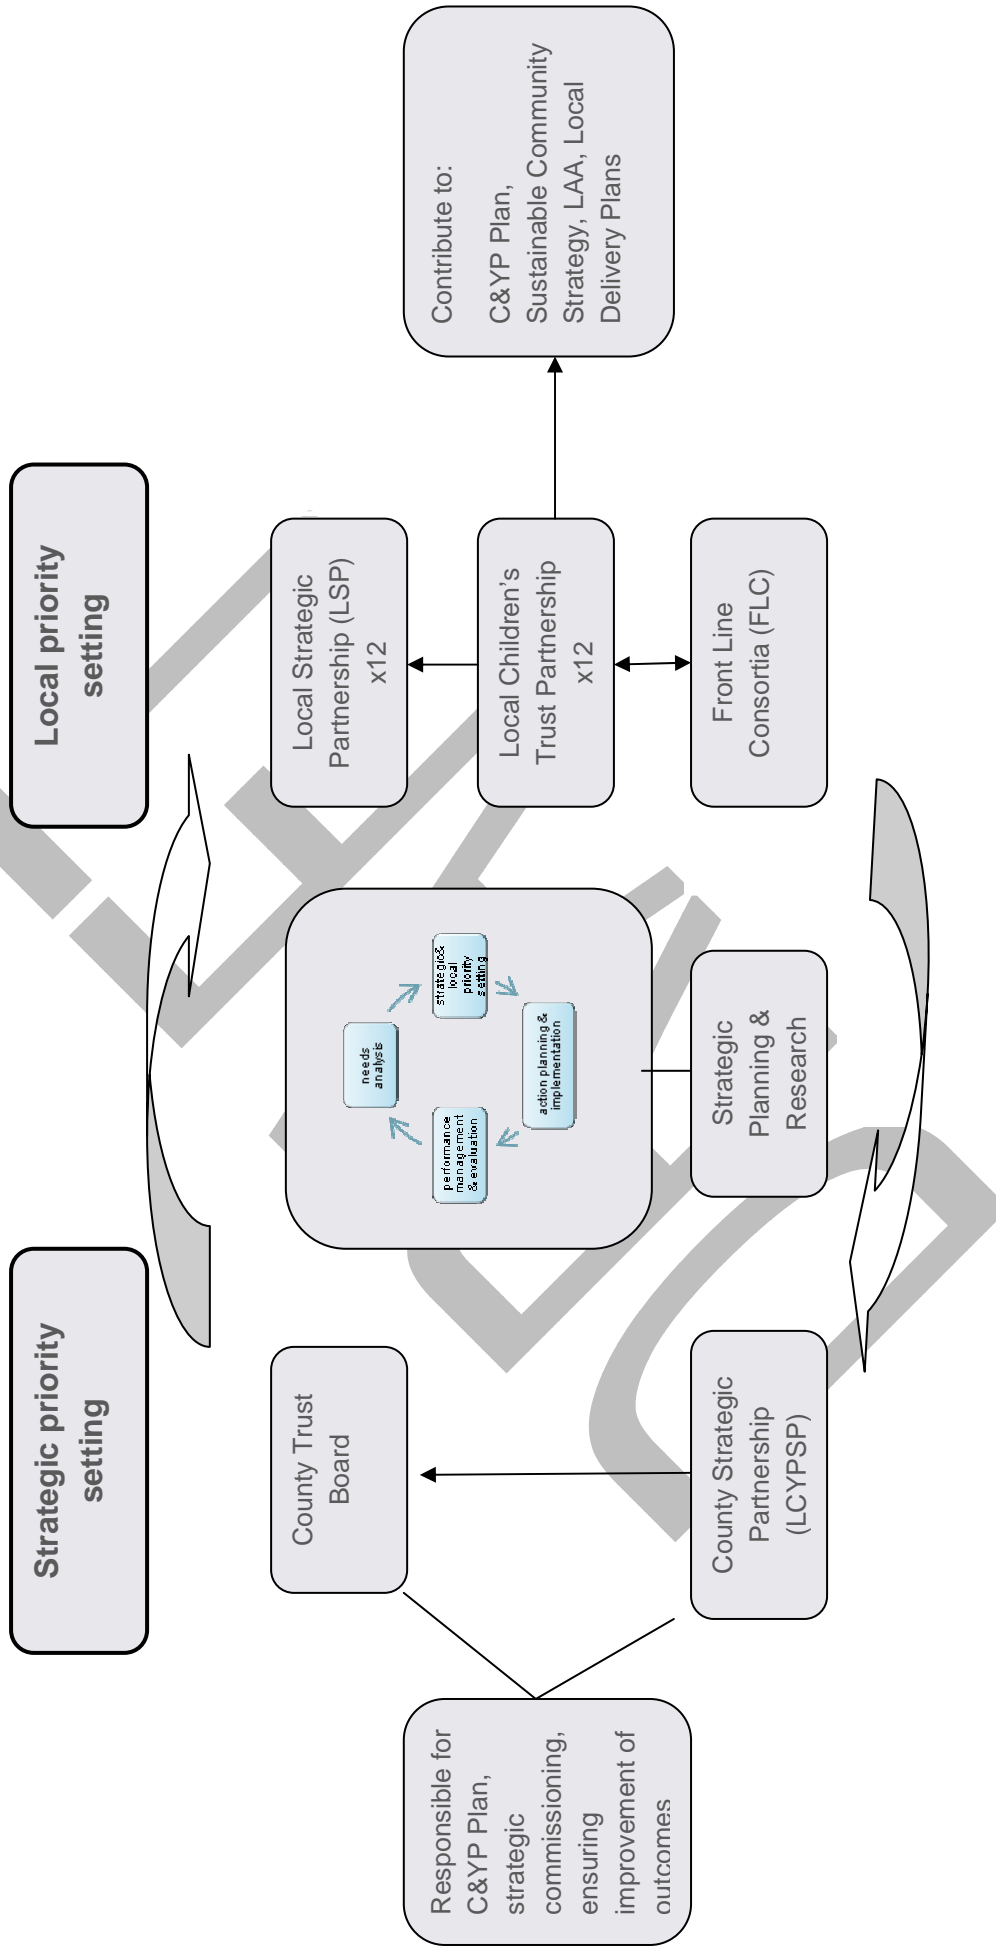 Strategic priority
setting
Local priority
setting
Responsible for
C&YP Plan,
strategic
commissioning,
ensuring
improvement of
outcomes
County Trust
Board
County Strategic
Partnership
(LCYPSP)
needs
analysis
strategic&
local
priority
setting
action planning &
implementation
performance
management
& evaluation
Strategic
Planning &
Research
Local Strategic
Partnership (LSP)
x12
Local Children’s
Trust Partnership
x12
Front Line
Consortia (FLC)
Contribute to:
C&YP Plan,
Sustainable Community
Strategy, LAA, Local
Delivery Plans